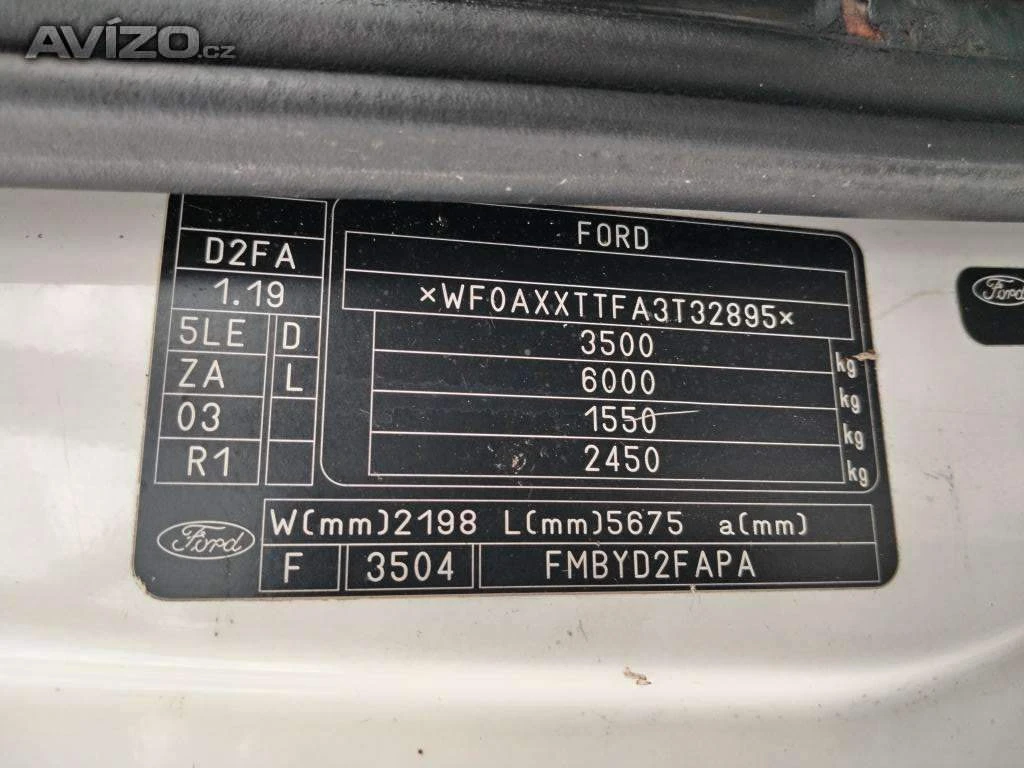 AVÍZO.cz
FORD
D2FA
×WF0AXXTTFA3T32895×
1.19
5LE D 3500 kg
ZA L 6000 kg
03 1550 kg
R1 2450 kg
Ford
Ford W(mm)2198 L(mm)5675 a(mm)
F 3504 FMBYD2FAPA